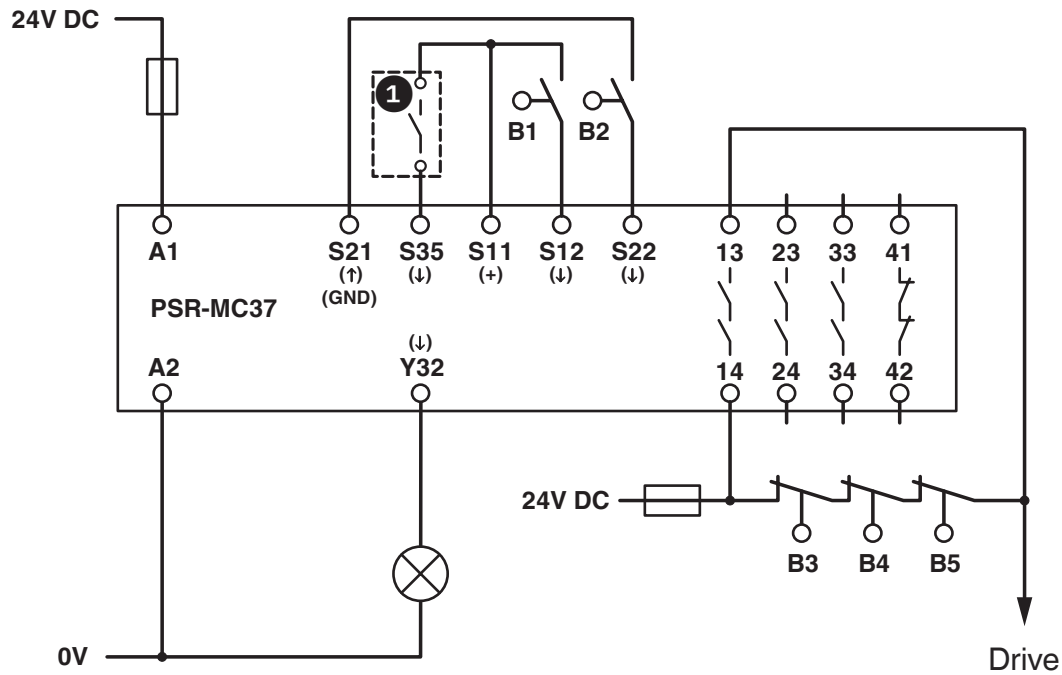 24V DC
1
B1 B2
A1 S21 S35 S11 S12 S22 13 23 33 41
(↑) (↓) (+) (↓) (↓)
(GND)
PSR-MC37
(↓)
A2 Y32 14 24 34 42
24V DC
B3 B4 B5
0V
Drive